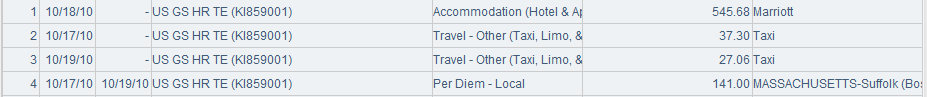 1 10/18/10 - US GS HR TE (KI859001) Accommodation (Hotel & Ap 545.68 Marriott
2 10/17/10 - US GS HR TE (KI859001) Travel - Other (Taxi, Limo, & 37.30 Taxi
3 10/19/10 - US GS HR TE (KI859001) Travel - Other (Taxi, Limo, & 27.06 Taxi
4 10/17/10 10/19/10 US GS HR TE (KI859001) Per Diem - Local 141.00 MASSACHUSETTS-Suffolk (Bos